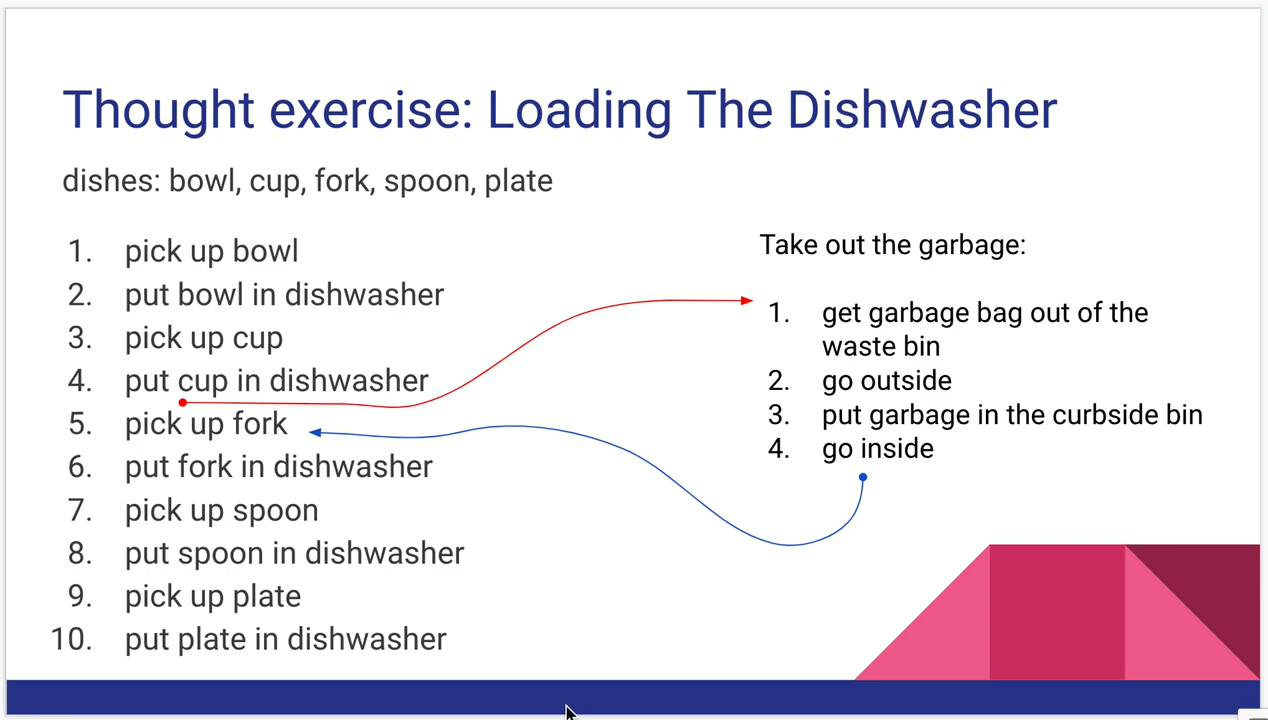 Thought exercise: Loading The Dishwasher
dishes: bowl, cup, fork, spoon, plate
1. pick up bowl
2. put bowl in dishwasher
3. pick up cup
4. put cup in dishwasher
5. pick up fork
6. put fork in dishwasher
7. pick up spoon
8. put spoon in dishwasher
9. pick up plate
10. put plate in dishwasher
Take out the garbage:
1. get garbage bag out of the
waste bin
2. go outside
3. put garbage in the curbside bin
4. go inside